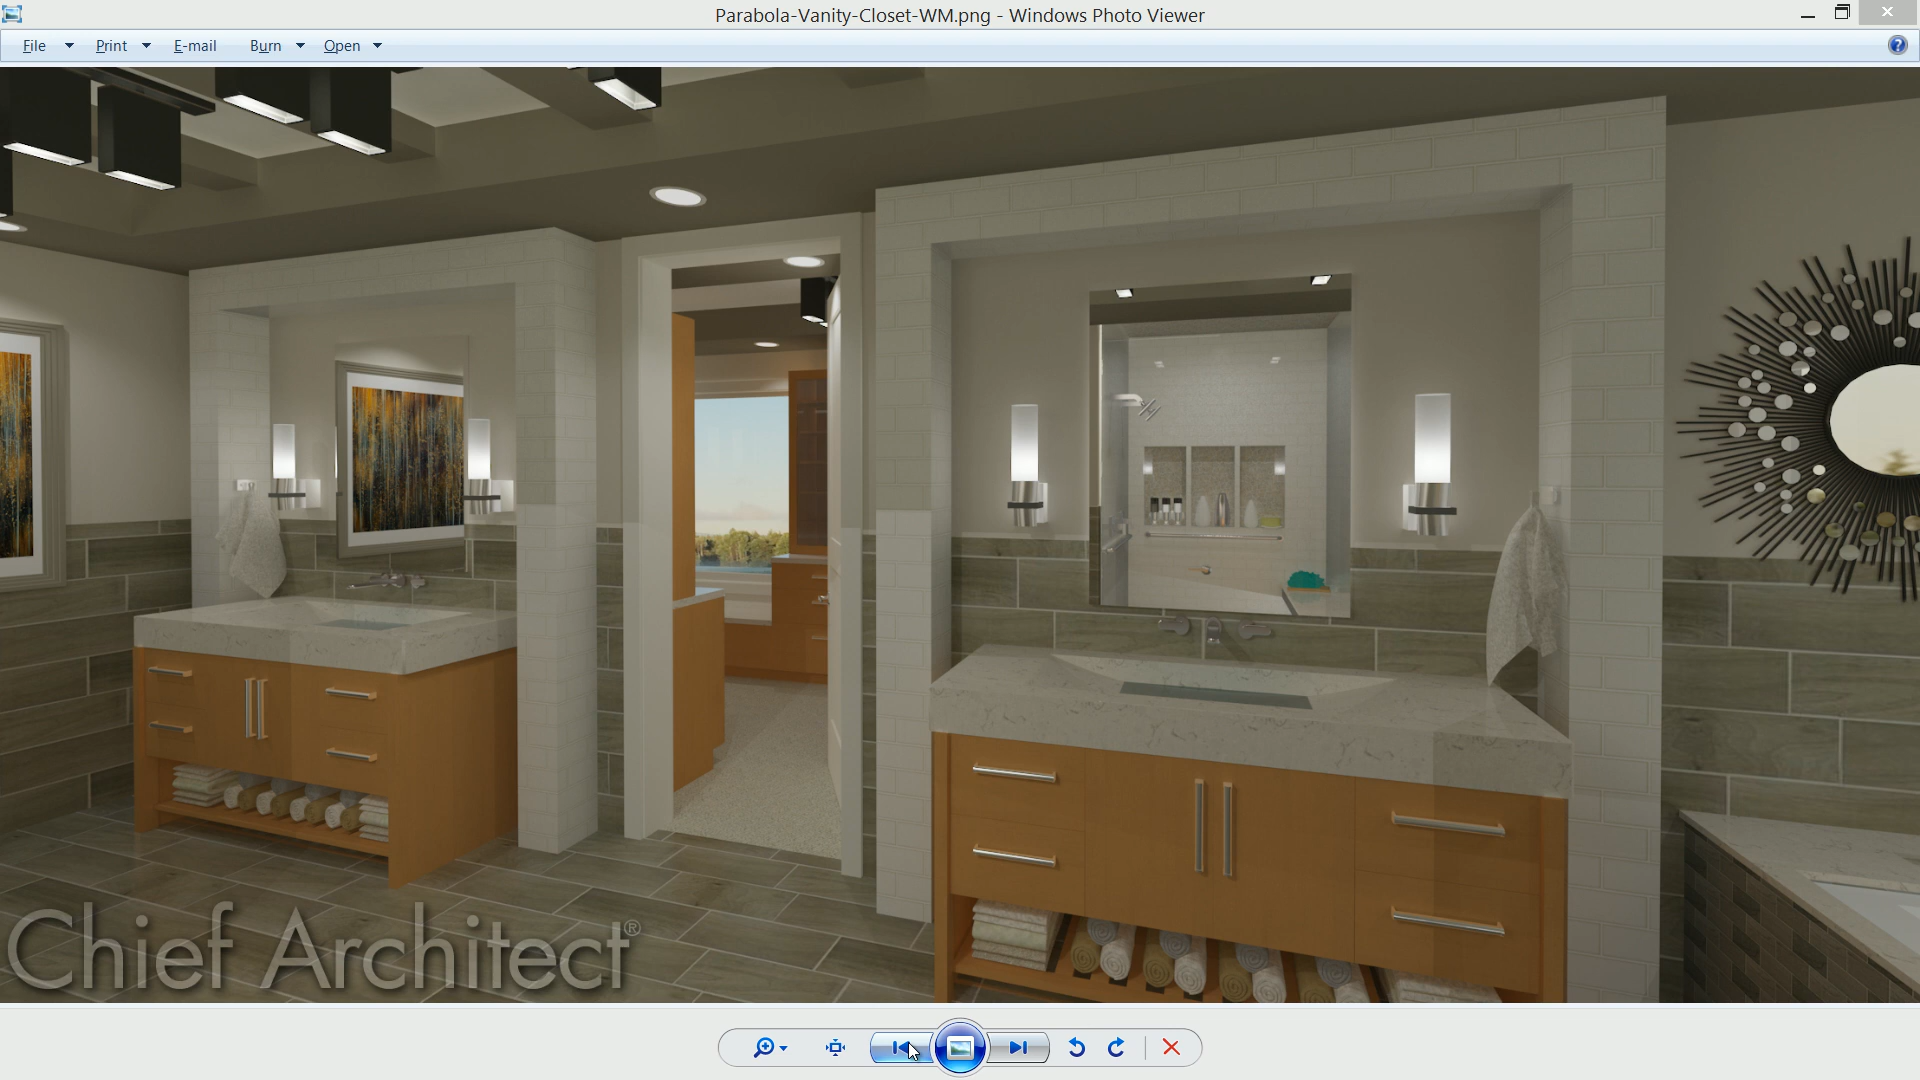 Parabola-Vanity-Closet-WM.png - Windows Photo Viewer
File Print E-mail Burn Open
Chief Architect®